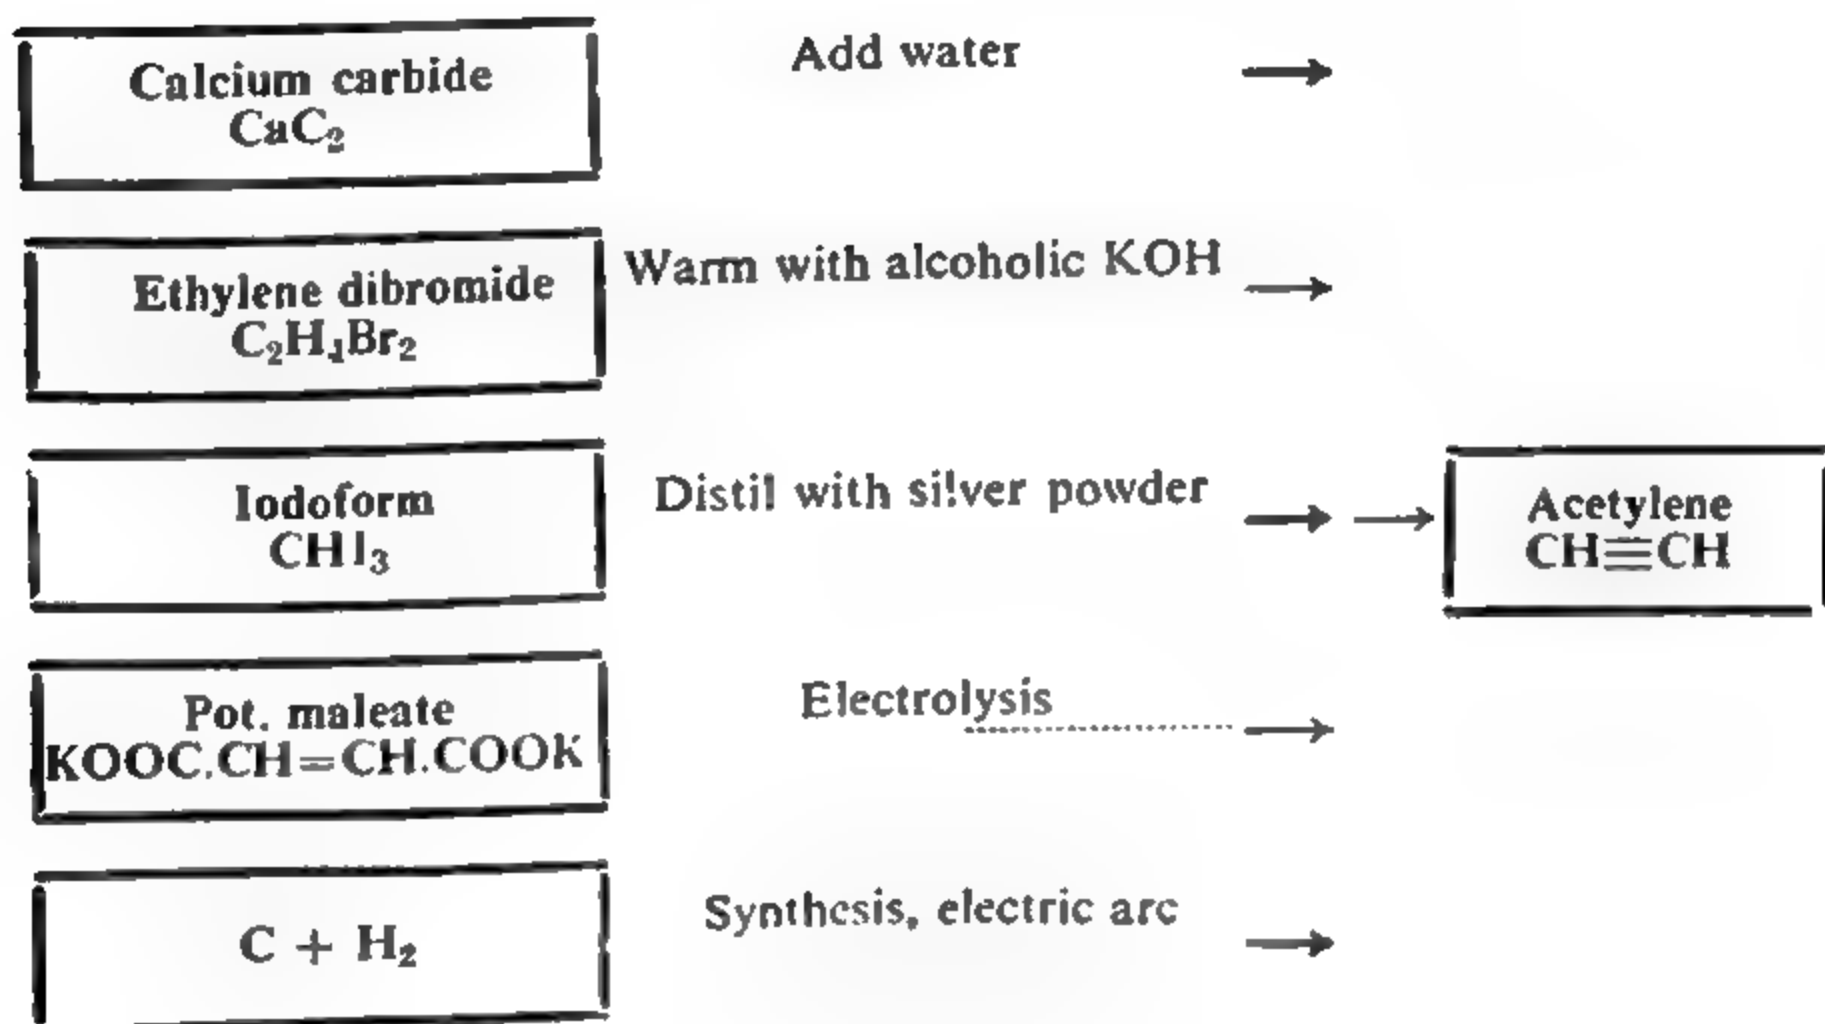 Calcium carbide
CaC₂
Add water
Ethylene dibromide
C₂H₄Br₂
Warm with alcoholic KOH
Iodoform
CHI₃
Distil with silver powder
Acetylene
CH≡CH
Pot. maleate
KOOC.CH=CH.COOK
Electrolysis
C + H₂
Synthesis, electric arc